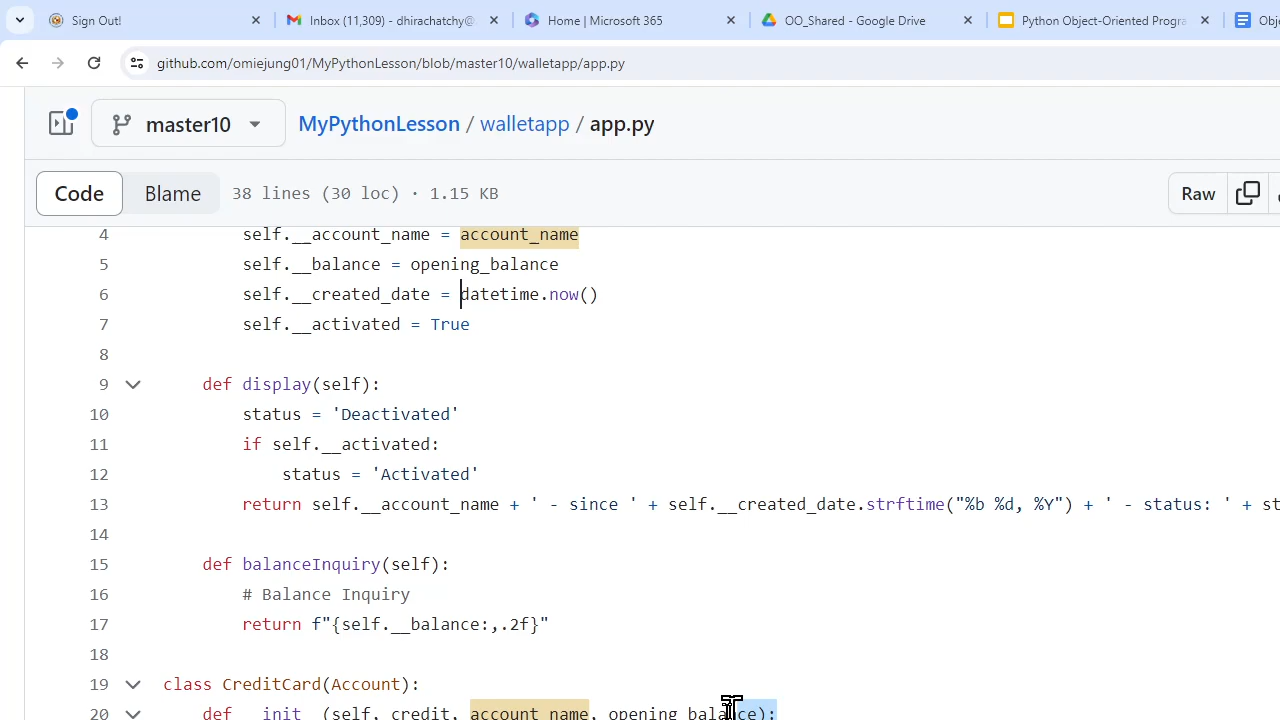 Sign Out!
Inbox (11,309) - dhirachatchy@
Home | Microsoft 365
OO_Shared - Google Drive
Python Object-Oriented Progra
Obje
github.com/omiejung01/MyPythonLesson/blob/master10/walletapp/app.py
master10
MyPythonLesson / walletapp / app.py
Code
Blame
38 lines (30 loc) · 1.15 KB
Raw
4 self.__account_name = account_name
5 self.__balance = opening_balance
6 self.__created_date = datetime.now()
7 self.__activated = True
8
9 def display(self):
10 status = 'Deactivated'
11 if self.__activated:
12 status = 'Activated'
13 return self.__account_name + ' - since ' + self.__created_date.strftime("%b %d, %Y") + ' - status: ' + st
14
15 def balanceInquiry(self):
16 # Balance Inquiry
17 return f"{self.__balance:,.2f}"
18
19 class CreditCard(Account):
20 def __init__(self, credit, account_name, opening_balance):